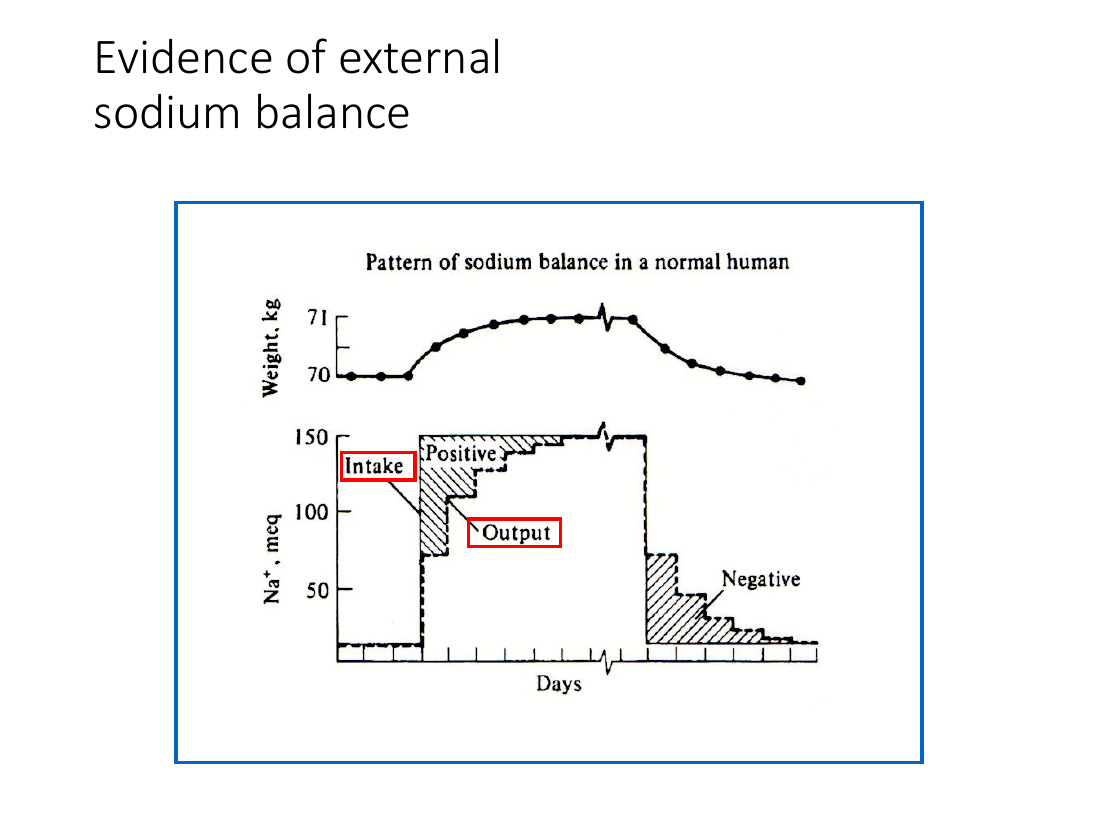 Evidence of external
sodium balance
Pattern of sodium balance in a normal human
Weight, kg
71
70
150
100
50
Na+, meq
Intake
Positive
Output
Negative
Days